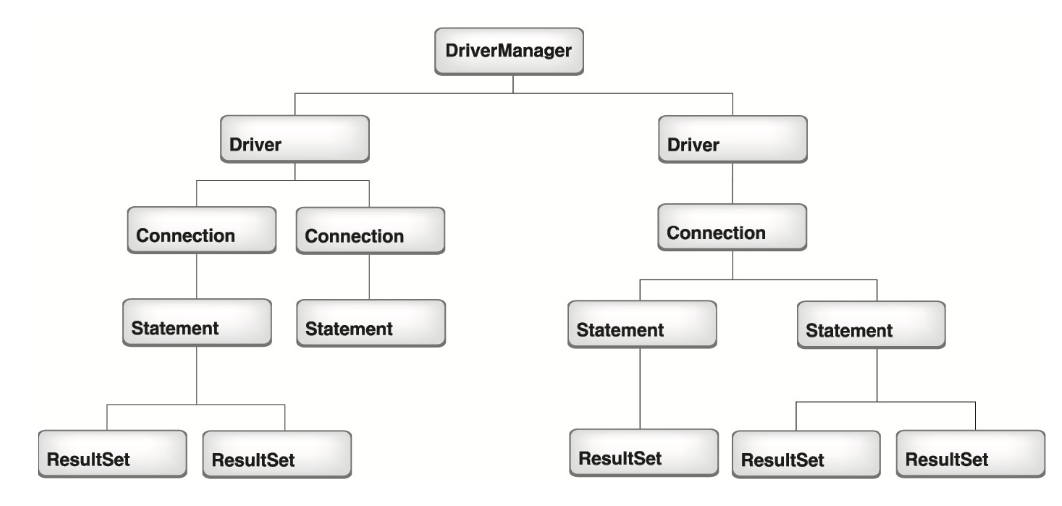 DriverManager
Driver
Driver
Connection
Connection
Connection
Statement
Statement
Statement
Statement
ResultSet
ResultSet
ResultSet
ResultSet
ResultSet